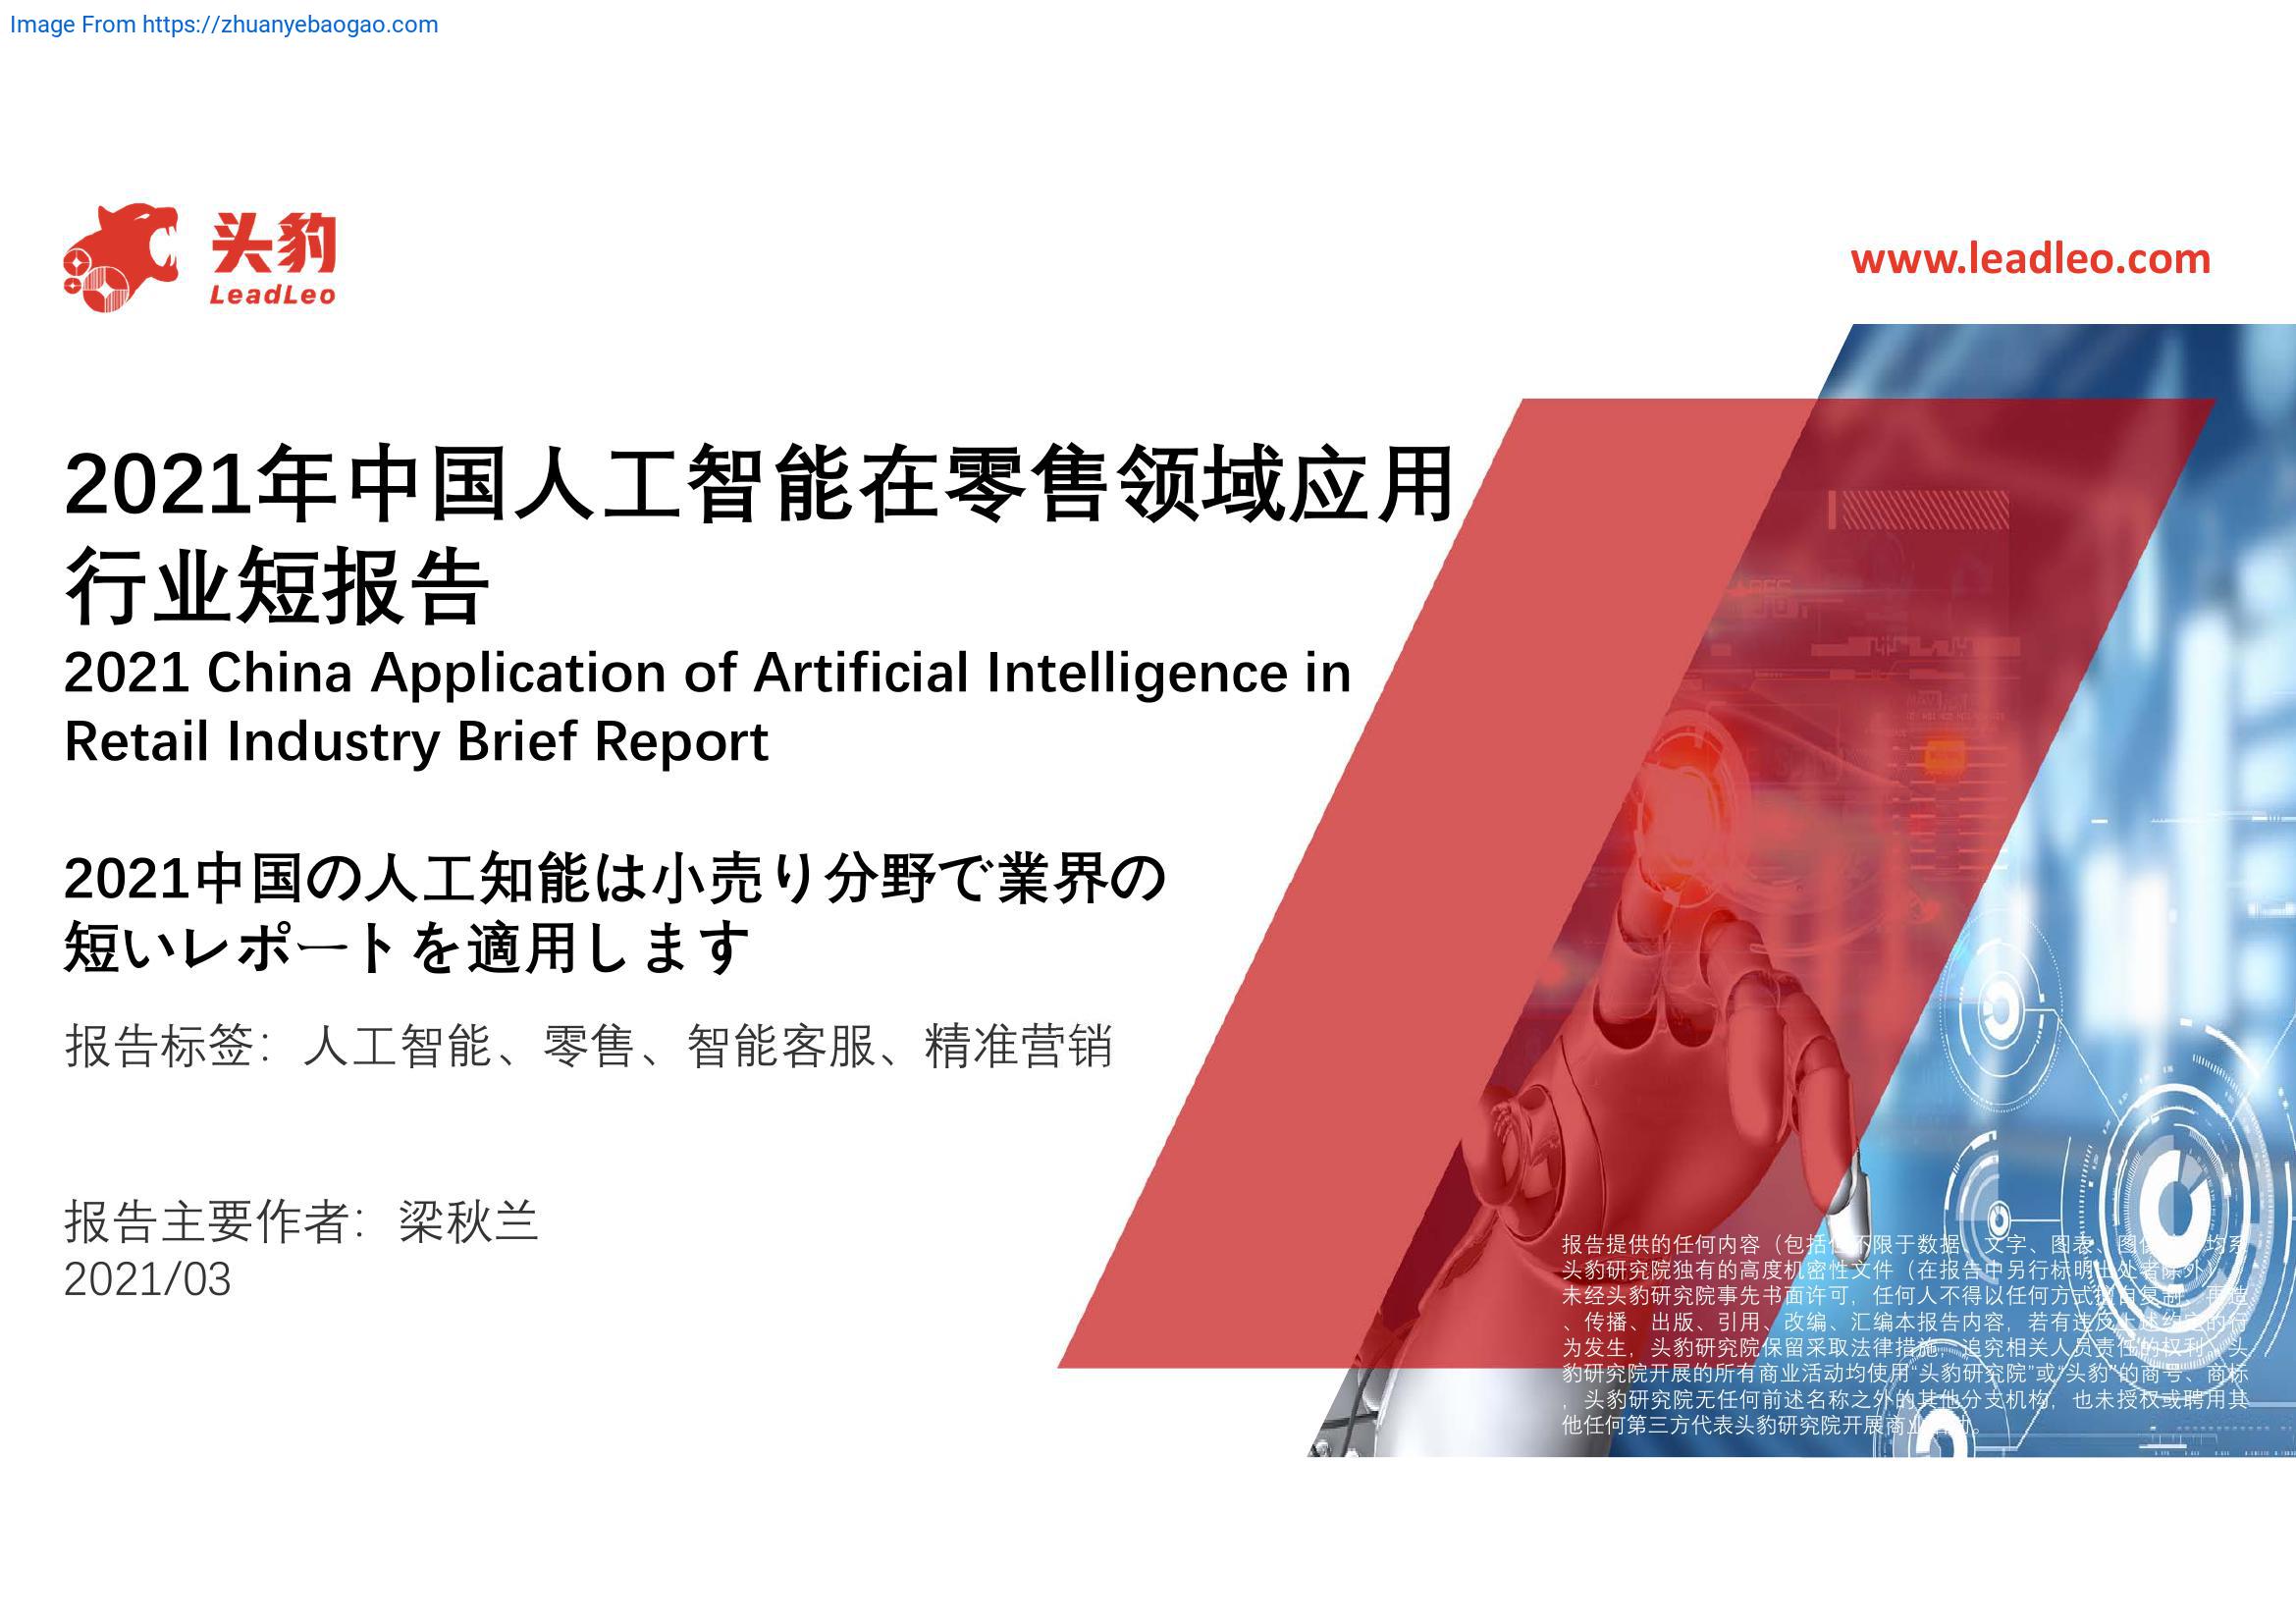 Image From https://zhuanyebaogao.com
头豹
LeadLeo
www.leadleo.com
2021年中国人工智能在零售领域应用
行业短报告
2021 China Application of Artificial Intelligence in
Retail Industry Brief Report
2021中国の人工知能は小売り分野で業界の
短いレポートを適用します
报告标签：人工智能、零售、智能客服、精准营销
报告主要作者：梁秋兰
2021/03
报告提供的任何内容（包括但不限于数据、文字、图表、图像等）均系
头豹研究院独有的高度机密性文件（在报告中另行标明出处者除外）。
未经头豹研究院事先书面许可，任何人不得以任何方式擅自复制、再造
、传播、出版、引用、改编、汇编本报告内容，若有违反上述约定的行
为发生，头豹研究院保留采取法律措施，追究相关人员责任的权利。头
豹研究院开展的所有商业活动均使用“头豹研究院”或“头豹”的商号、商标
，头豹研究院无任何前述名称之外的其他分支机构，也未授权或聘用其
他任何第三方代表头豹研究院开展商业活动。